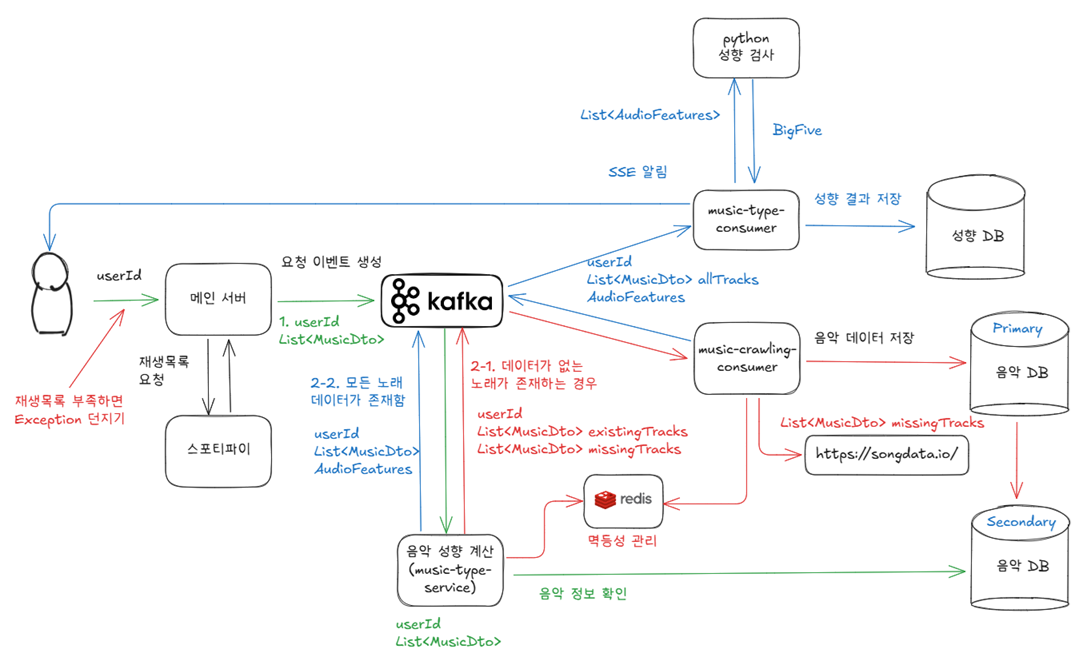 python
성향 검사
List<AudioFeatures>
BigFive
SSE 알림
music-type-
consumer
성향 결과 저장
성향 DB
userId
메인 서버
요청 이벤트 생성
1. userId
List<MusicDto>
kafka
userId
List<MusicDto> allTracks
AudioFeatures
재생목록
요청
재생목록 부족하면
Exception 던지기
스포티파이
2-2. 모든 노래
데이터가 존재함
userId
List<MusicDto>
AudioFeatures
2-1. 데이터가 없는
노래가 존재하는 경우
userId
List<MusicDto> existingTracks
List<MusicDto> missingTracks
music-crawling-
consumer
음악 데이터 저장
Primary
음악 DB
List<MusicDto> missingTracks
https://songdata.io/
redis
멱등성 관리
음악 성향 계산
(music-type-
service)
음악 정보 확인
Secondary
음악 DB
userId
List<MusicDto>